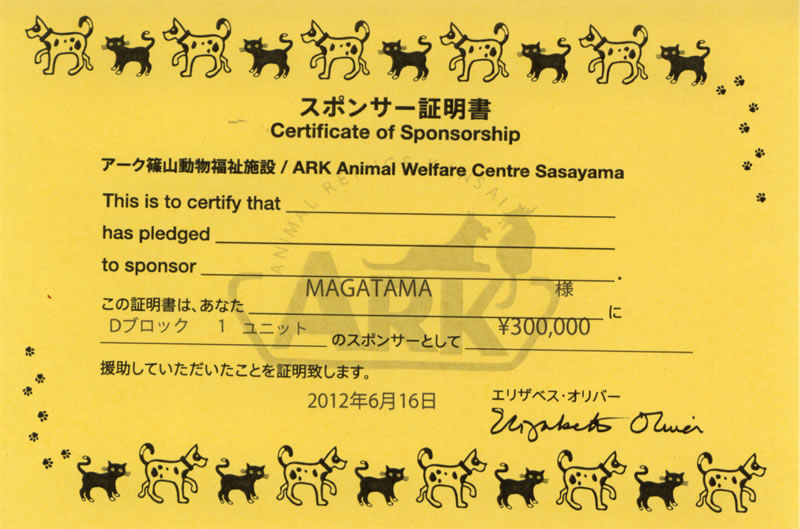 スポンサー証明書
Certificate of Sponsorship
アーク篠山動物福祉施設 / ARK Animal Welfare Centre Sasayama
This is to certify that
has pledged
to sponsor .
MAGATAMA 様
この証明書は、あなた に
Dブロック 1 ユニット ¥300,000
のスポンサーとして
援助していただいたことを証明致します。
2012年6月16日
エリザベス・オリバー
Elizabeth Oliver
ANIMAL REFUGE KANSAI
ARK